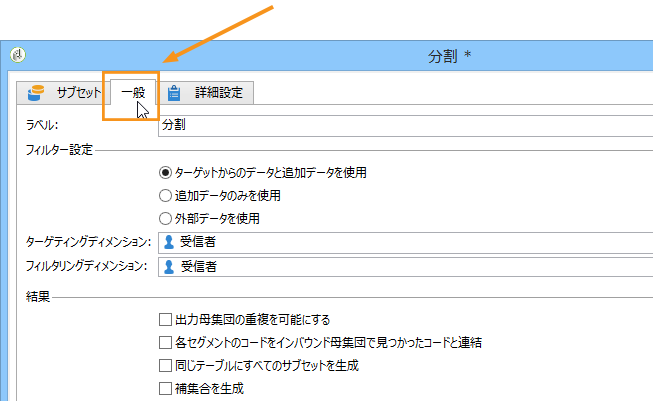 分割 *
サブセット 一般 詳細設定
ラベル: 分割
フィルター設定
ターゲットからのデータと追加データを使用
追加データのみを使用
外部データを使用
ターゲティングディメンション: 受信者
フィルタリングディメンション: 受信者
結果
出力母集団の重複を可能にする
各セグメントのコードをインバウンド母集団で見つかったコードと連結
同じテーブルにすべてのサブセットを生成
補集合を生成